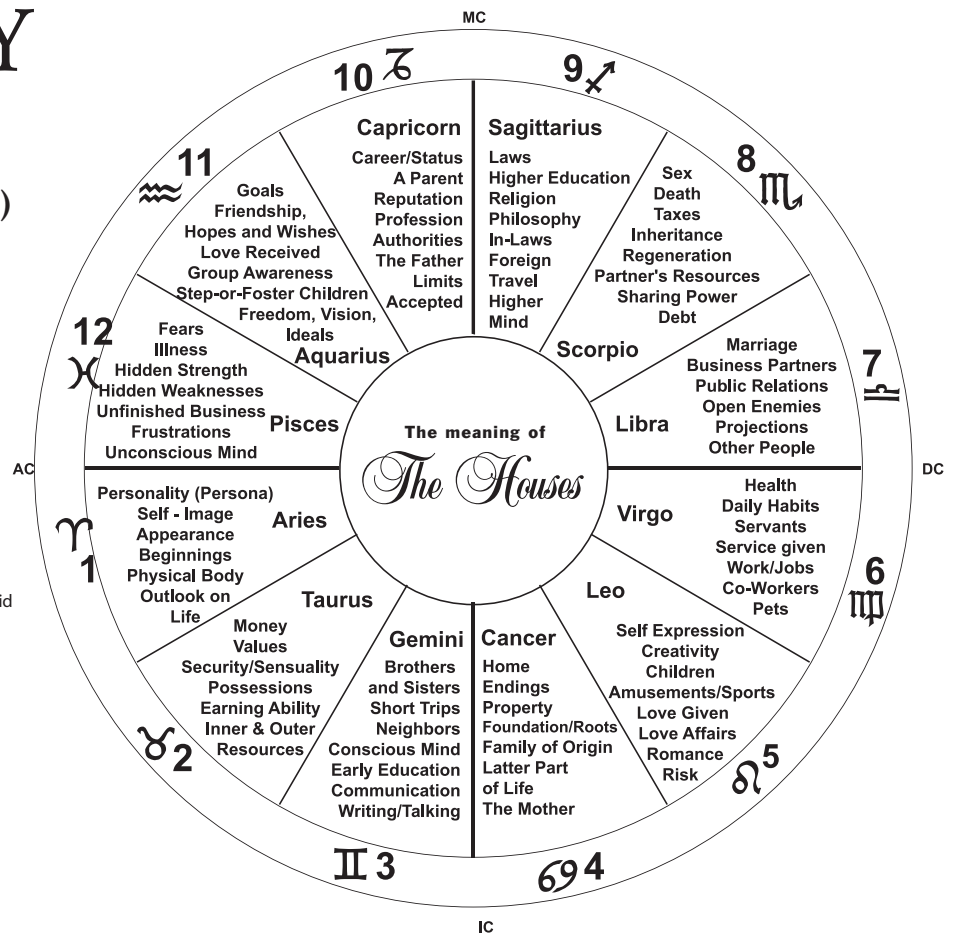 Y
)
id
MC
10 ♑
Capricorn
Career/Status
A Parent
Reputation
Profession
Authorities
The Father
Limits
Accepted
9 ♐
Sagittarius
Laws
Higher Education
Religion
Philosophy
In-Laws
Foreign
Travel
Higher
Mind
8 ♏
Sex
Death
Taxes
Inheritance
Regeneration
Partner's Resources
Sharing Power
Debt
Scorpio
7 ♎
Marriage
Business Partners
Public Relations
Open Enemies
Projections
Other People
Libra
DC
6 ♍
Virgo
Health
Daily Habits
Servants
Service given
Work/Jobs
Co-Workers
Pets
5 ♌
Leo
Self Expression
Creativity
Children
Amusements/Sports
Love Given
Love Affairs
Romance
Risk
♋ 4
Cancer
Home
Endings
Property
Foundation/Roots
Family of Origin
Latter Part
of Life
The Mother
IC
♊ 3
Gemini
Brothers
and Sisters
Short Trips
Neighbors
Conscious Mind
Early Education
Communication
Writing/Talking
♉ 2
Taurus
Money
Values
Security/Sensuality
Possessions
Earning Ability
Inner & Outer
Resources
♈ 1
Aries
Personality (Persona)
Self - Image
Appearance
Beginnings
Physical Body
Outlook on
Life
AC
12 ♓
Fears
Illness
Hidden Strength
Hidden Weaknesses
Unfinished Business
Frustrations
Unconscious Mind
Pisces
♒ 11
Goals
Friendship,
Hopes and Wishes
Love Received
Group Awareness
Step-or-Foster Children
Freedom, Vision,
Ideals
Aquarius
The meaning of
The Houses